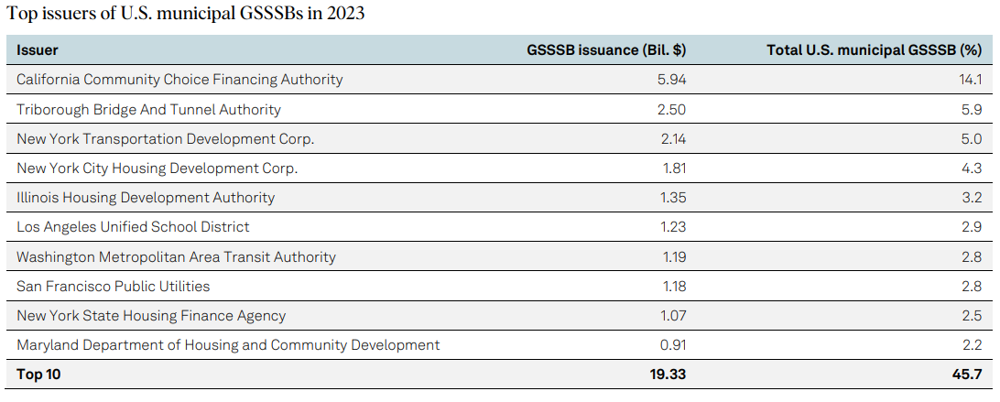 Top issuers of U.S. municipal GSSSBs in 2023
Issuer GSSSB issuance (Bil. $) Total U.S. municipal GSSSB (%)
California Community Choice Financing Authority 5.94 14.1
Triborough Bridge And Tunnel Authority 2.50 5.9
New York Transportation Development Corp. 2.14 5.0
New York City Housing Development Corp. 1.81 4.3
Illinois Housing Development Authority 1.35 3.2
Los Angeles Unified School District 1.23 2.9
Washington Metropolitan Area Transit Authority 1.19 2.8
San Francisco Public Utilities 1.18 2.8
New York State Housing Finance Agency 1.07 2.5
Maryland Department of Housing and Community Development 0.91 2.2
Top 10 19.33 45.7